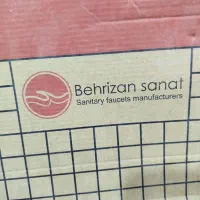 Behrizan sanat
Sanitary faucets manufacturers